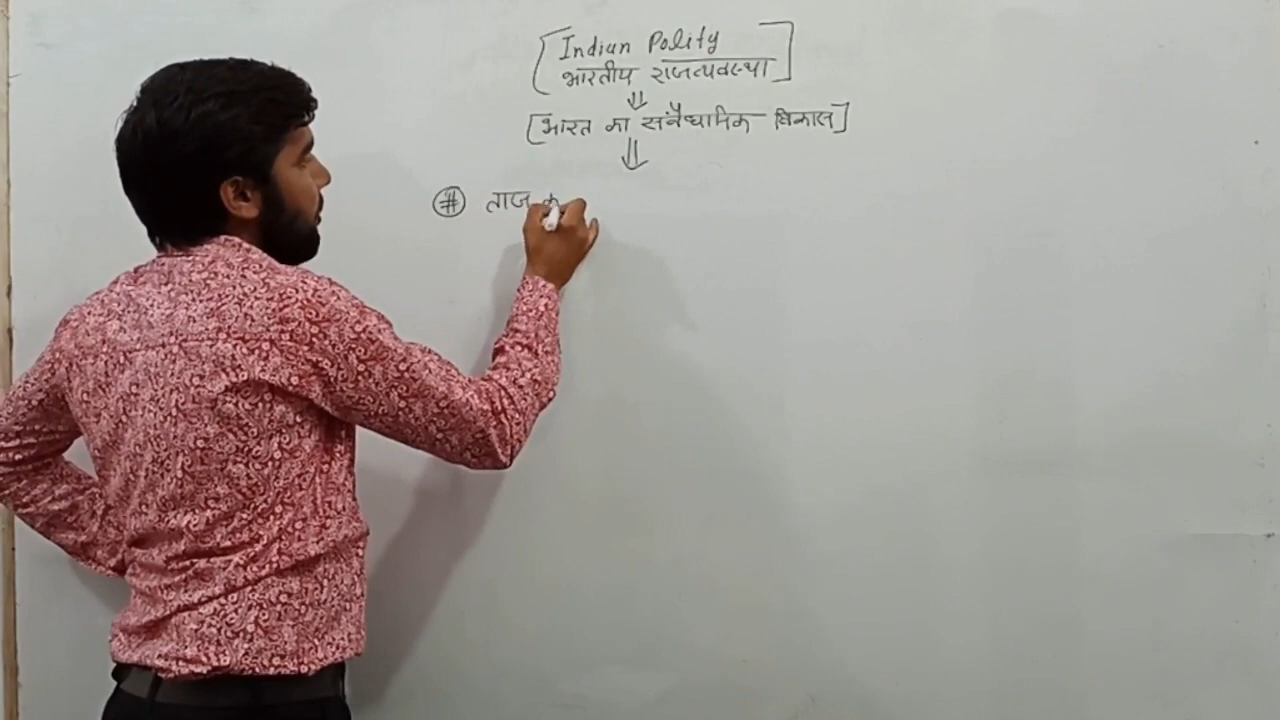 [Indian Polity
भारतीय राजव्यवस्था]
⇓
[भारत का संवैधानिक विकास]
⇓
# ताज क